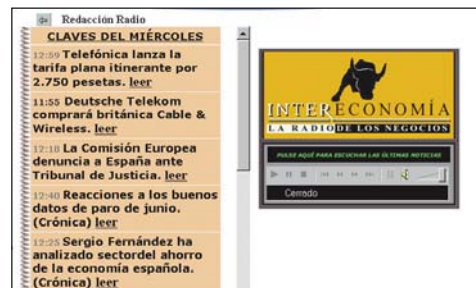 Redacción Radio
CLAVES DEL MIÉRCOLES
12:59 Telefónica lanza la
tarifa plana itinerante por
2.750 pesetas. leer
11:55 Deutsche Telekom
comprará británica Cable &
Wireless. leer
12:10 La Comisión Europea
denuncia a España ante
Tribunal de Justicia. leer
12:40 Reacciones a los buenos
datos de paro de junio.
(Crónica) leer
12:25 Sergio Fernández ha
analizado sectordel ahorro
de la economía española.
(Crónica) leer
INTERECONOMÍA
LA RADIO DE LOS NEGOCIOS
PULSE AQUÍ PARA ESCUCHAR LAS ÚLTIMAS NOTICIAS
Cerrado